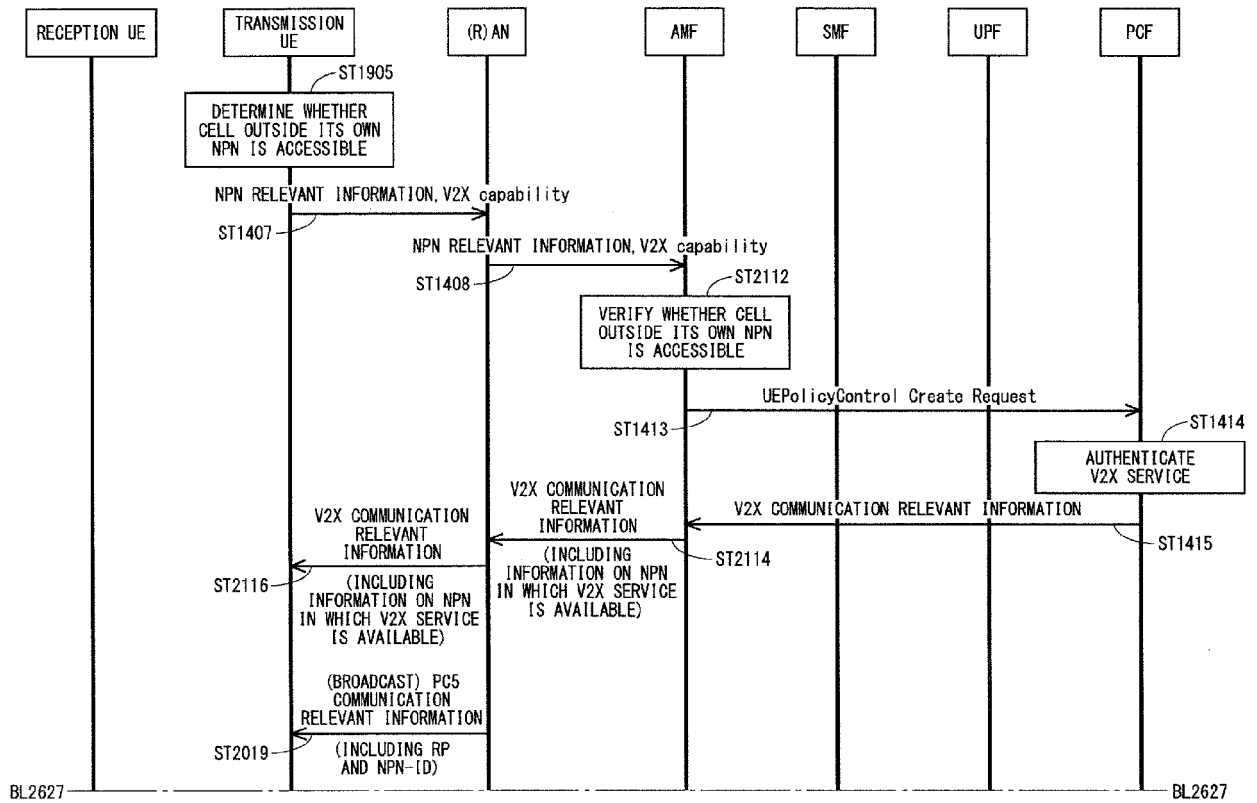 RECEPTION UE
TRANSMISSION
UE
(R)AN
AMF
SMF
UPF
PCF
ST1905
DETERMINE WHETHER
CELL OUTSIDE ITS OWN
NPN IS ACCESSIBLE
NPN RELEVANT INFORMATION, V2X capability
ST1407
NPN RELEVANT INFORMATION, V2X capability
ST1408
ST2112
VERIFY WHETHER CELL
OUTSIDE ITS OWN NPN
IS ACCESSIBLE
UEPolicyControl Create Request
ST1413
ST1414
AUTHENTICATE
V2X SERVICE
V2X COMMUNICATION RELEVANT INFORMATION
ST1415
V2X COMMUNICATION
RELEVANT
INFORMATION
(INCLUDING
INFORMATION ON NPN
IN WHICH V2X SERVICE
IS AVAILABLE)
ST2114
V2X COMMUNICATION
RELEVANT
INFORMATION
ST2116
(INCLUDING
INFORMATION ON NPN
IN WHICH V2X SERVICE
IS AVAILABLE)
(BROADCAST) PC5
COMMUNICATION
RELEVANT INFORMATION
ST2019
(INCLUDING RP
AND NPN-ID)
BL2627
BL2627